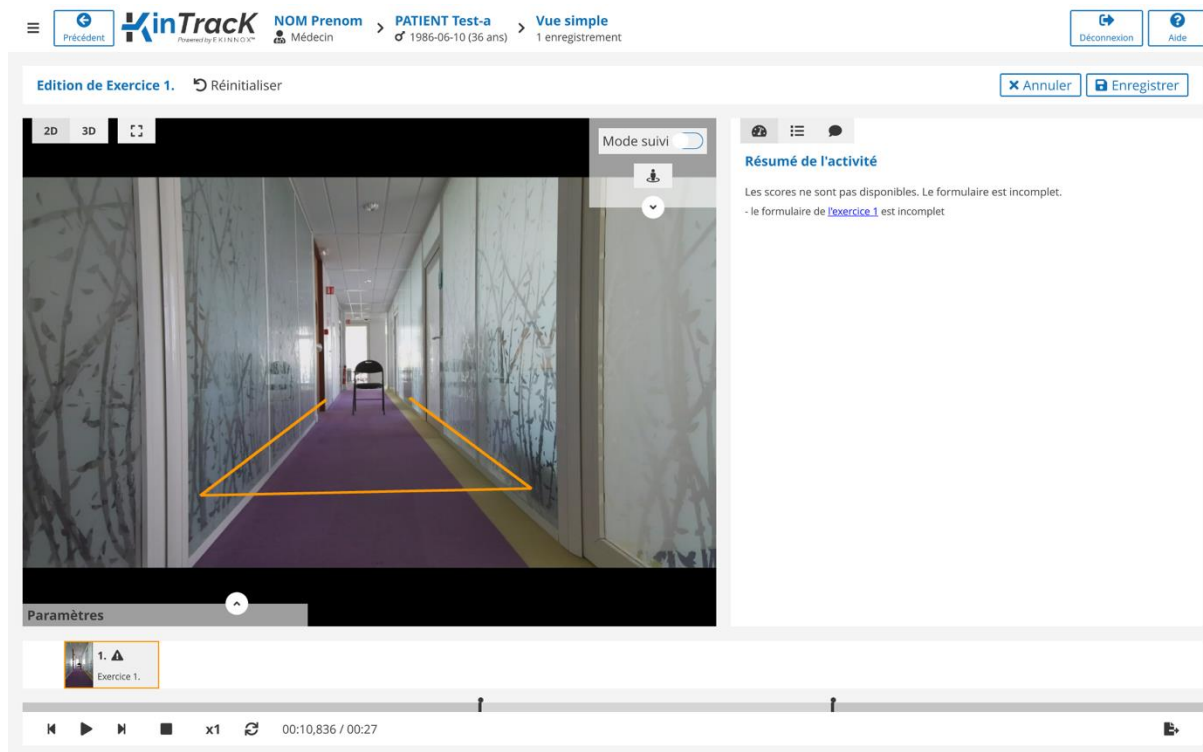 Précédent
KinTracK
Powered by EKINNOX™
NOM Prenom
Médecin
PATIENT Test-a
1986-06-10 (36 ans)
Vue simple
1 enregistrement
Déconnexion
Aide
Edition de Exercice 1.
Réinitialiser
Annuler
Enregistrer
2D 3D
Mode suivi
Résumé de l'activité
Les scores ne sont pas disponibles. Le formulaire est incomplet.
- le formulaire de l'exercice 1 est incomplet
Paramètres
1.
Exercice 1.
x1
00:10,836 / 00:27